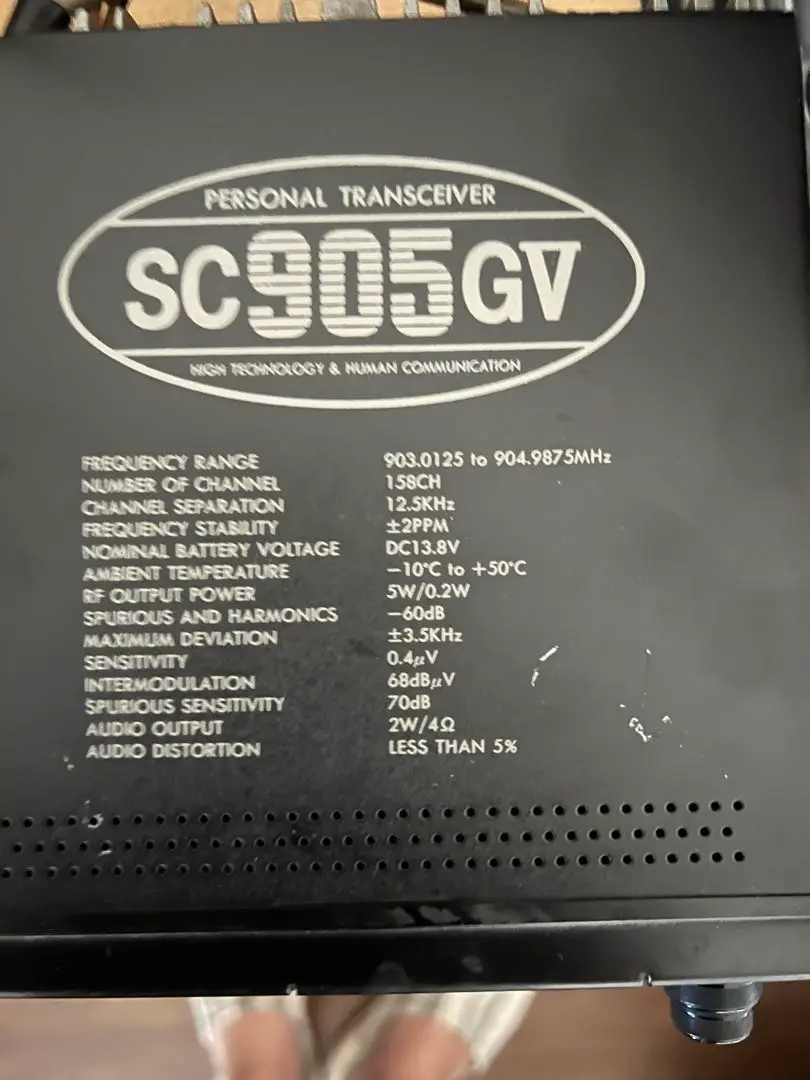 PERSONAL TRANSCEIVER
SC905GV
HIGH TECHNOLOGY & HUMAN COMMUNICATION
FREQUENCY RANGE 903.0125 to 904.9875MHz
NUMBER OF CHANNEL 158CH
CHANNEL SEPARATION 12.5KHz
FREQUENCY STABILITY ±2PPM
NOMINAL BATTERY VOLTAGE DC13.8V
AMBIENT TEMPERATURE −10°C to +50°C
RF OUTPUT POWER 5W/0.2W
SPURIOUS AND HARMONICS −60dB
MAXIMUM DEVIATION ±3.5KHz
SENSITIVITY 0.4μV
INTERMODULATION 68dBμV
SPURIOUS SENSITIVITY 70dB
AUDIO OUTPUT 2W/4Ω
AUDIO DISTORTION LESS THAN 5%